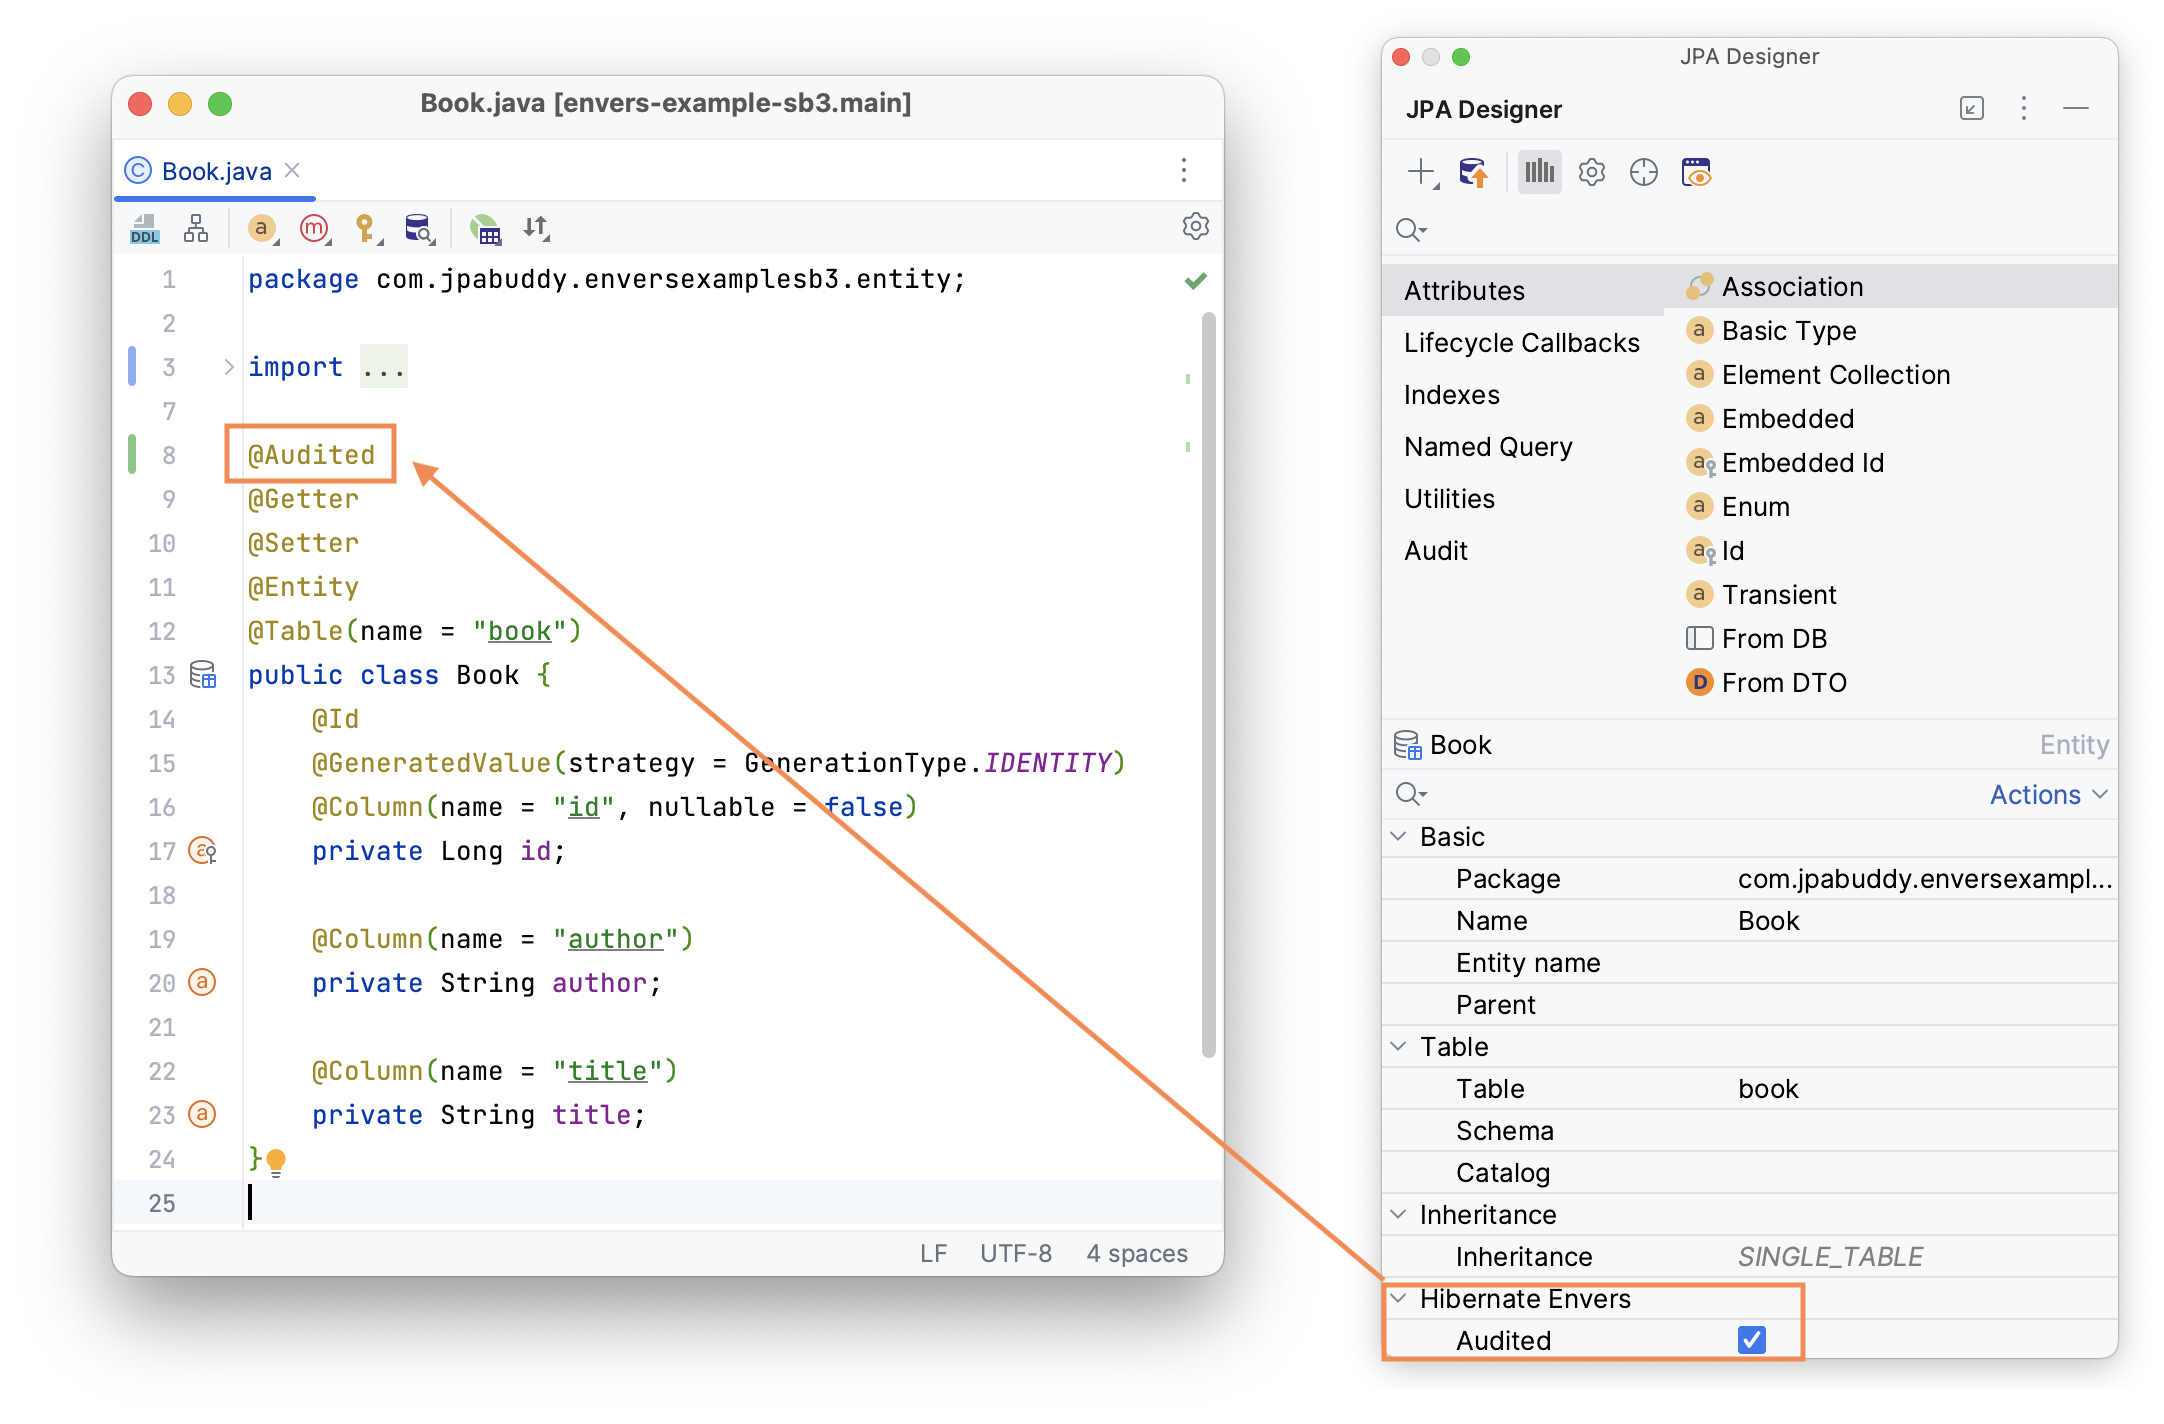 Book.java [envers-example-sb3.main]
Book.java
DDL
a
m
1 package com.jpabuddy.enversexamplesb3.entity;
2
3 import ...
7
8 @Audited
9 @Getter
10 @Setter
11 @Entity
12 @Table(name = "book")
13 public class Book {
14 @Id
15 @GeneratedValue(strategy = GenerationType.IDENTITY)
16 @Column(name = "id", nullable = false)
17 private Long id;
18
19 @Column(name = "author")
20 private String author;
21
22 @Column(name = "title")
23 private String title;
24 }
25
LF UTF-8 4 spaces
JPA Designer
JPA Designer
Attributes
Lifecycle Callbacks
Indexes
Named Query
Utilities
Audit
Association
a Basic Type
a Element Collection
a Embedded
a Embedded Id
a Enum
a Id
a Transient
From DB
D From DTO
Book Entity
Actions
Basic
Package com.jpabuddy.enversexampl...
Name Book
Entity name
Parent
Table
Table book
Schema
Catalog
Inheritance
Inheritance SINGLE_TABLE
Hibernate Envers
Audited